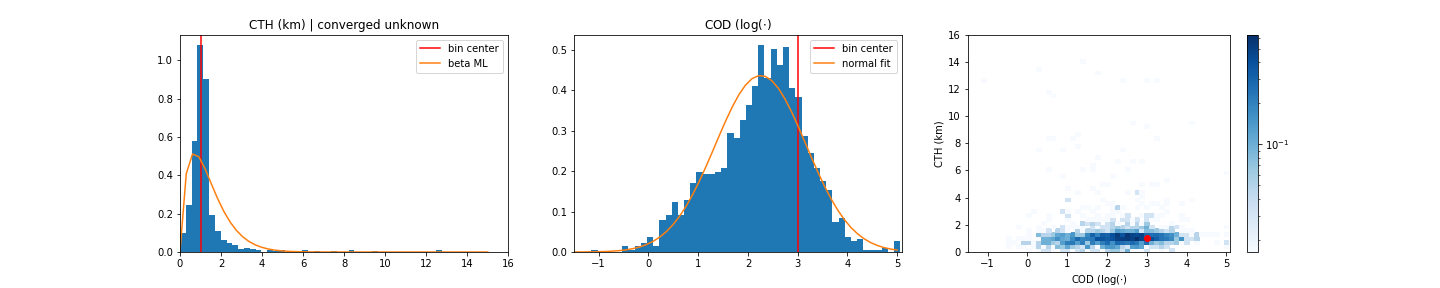 CTH (km) | converged unknown
bin center
beta ML
1.0
0.8
0.6
0.4
0.2
0.0
0 2 4 6 8 10 12 14 16
COD (log(·)
bin center
normal fit
0.5
0.4
0.3
0.2
0.1
0.0
−1 0 1 2 3 4 5
CTH (km)
16
14
12
10
8
6
4
2
0
−1 0 1 2 3 4 5
COD (log(·)
10⁻¹